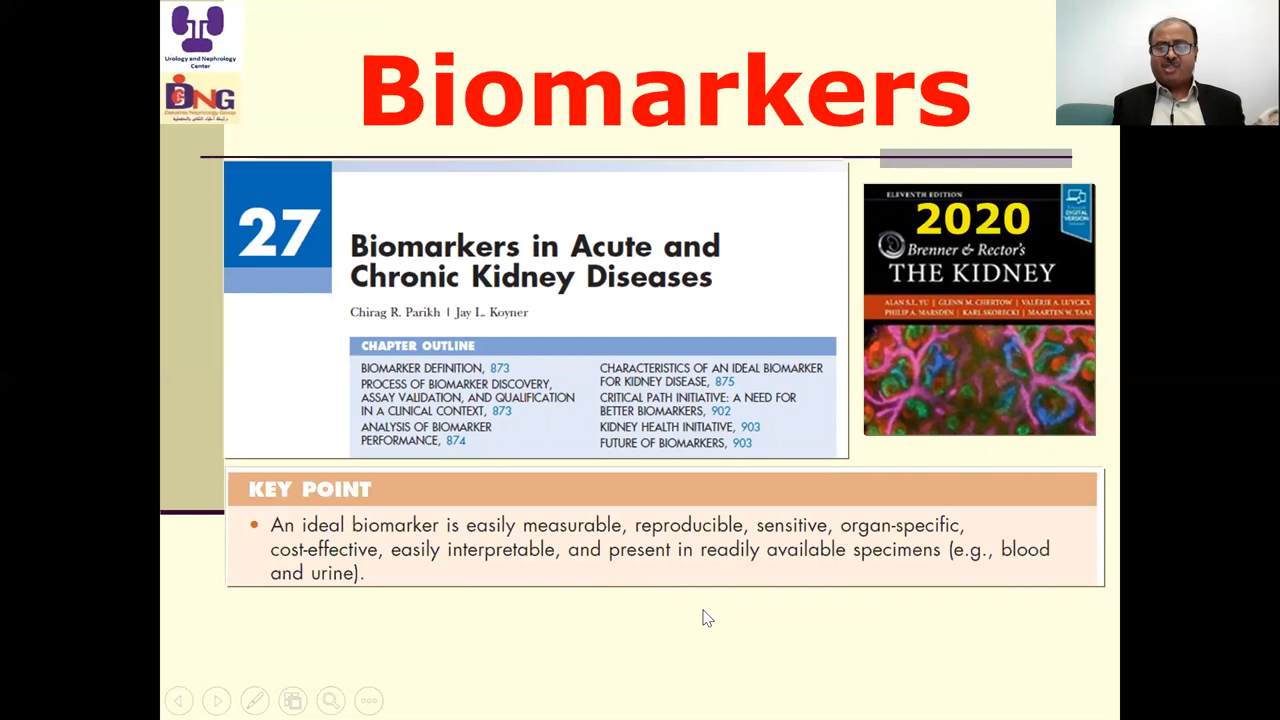 Urology and Nephrology
Center
DNG
Biomarkers
27
Biomarkers in Acute and
Chronic Kidney Diseases
Chirag R. Parikh | Jay L. Koyner
CHAPTER OUTLINE
BIOMARKER DEFINITION, 873
PROCESS OF BIOMARKER DISCOVERY,
ASSAY VALIDATION, AND QUALIFICATION
IN A CLINICAL CONTEXT, 873
ANALYSIS OF BIOMARKER
PERFORMANCE, 874
CHARACTERISTICS OF AN IDEAL BIOMARKER
FOR KIDNEY DISEASE, 875
CRITICAL PATH INITIATIVE: A NEED FOR
BETTER BIOMARKERS, 902
KIDNEY HEALTH INITIATIVE, 903
FUTURE OF BIOMARKERS, 903
ELEVENTH EDITION
2020
Brenner & Rector's
THE KIDNEY
ALAN S.L. YU | GLENN M. CHERTOW | VALÉRIE A. LUYCKX
PHILIP A. MARSDEN | KARL SKORECKI | MAARTEN W. TAAL
DIGITAL
VERSION
KEY POINT
• An ideal biomarker is easily measurable, reproducible, sensitive, organ-specific,
cost-effective, easily interpretable, and present in readily available specimens (e.g., blood
and urine).